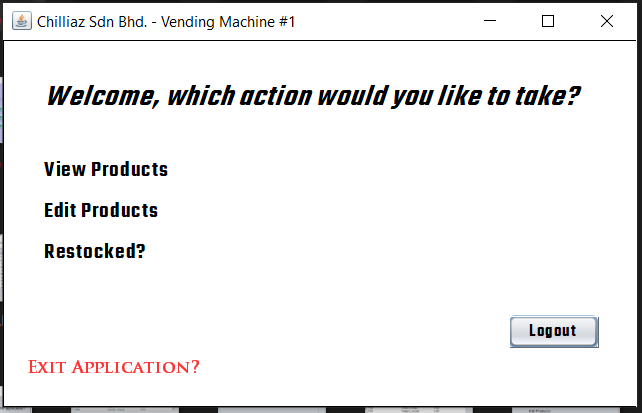 Chilliaz Sdn Bhd. - Vending Machine #1
Welcome, which action would you like to take?
View Products
Edit Products
Restocked?
Logout
Exit Application?